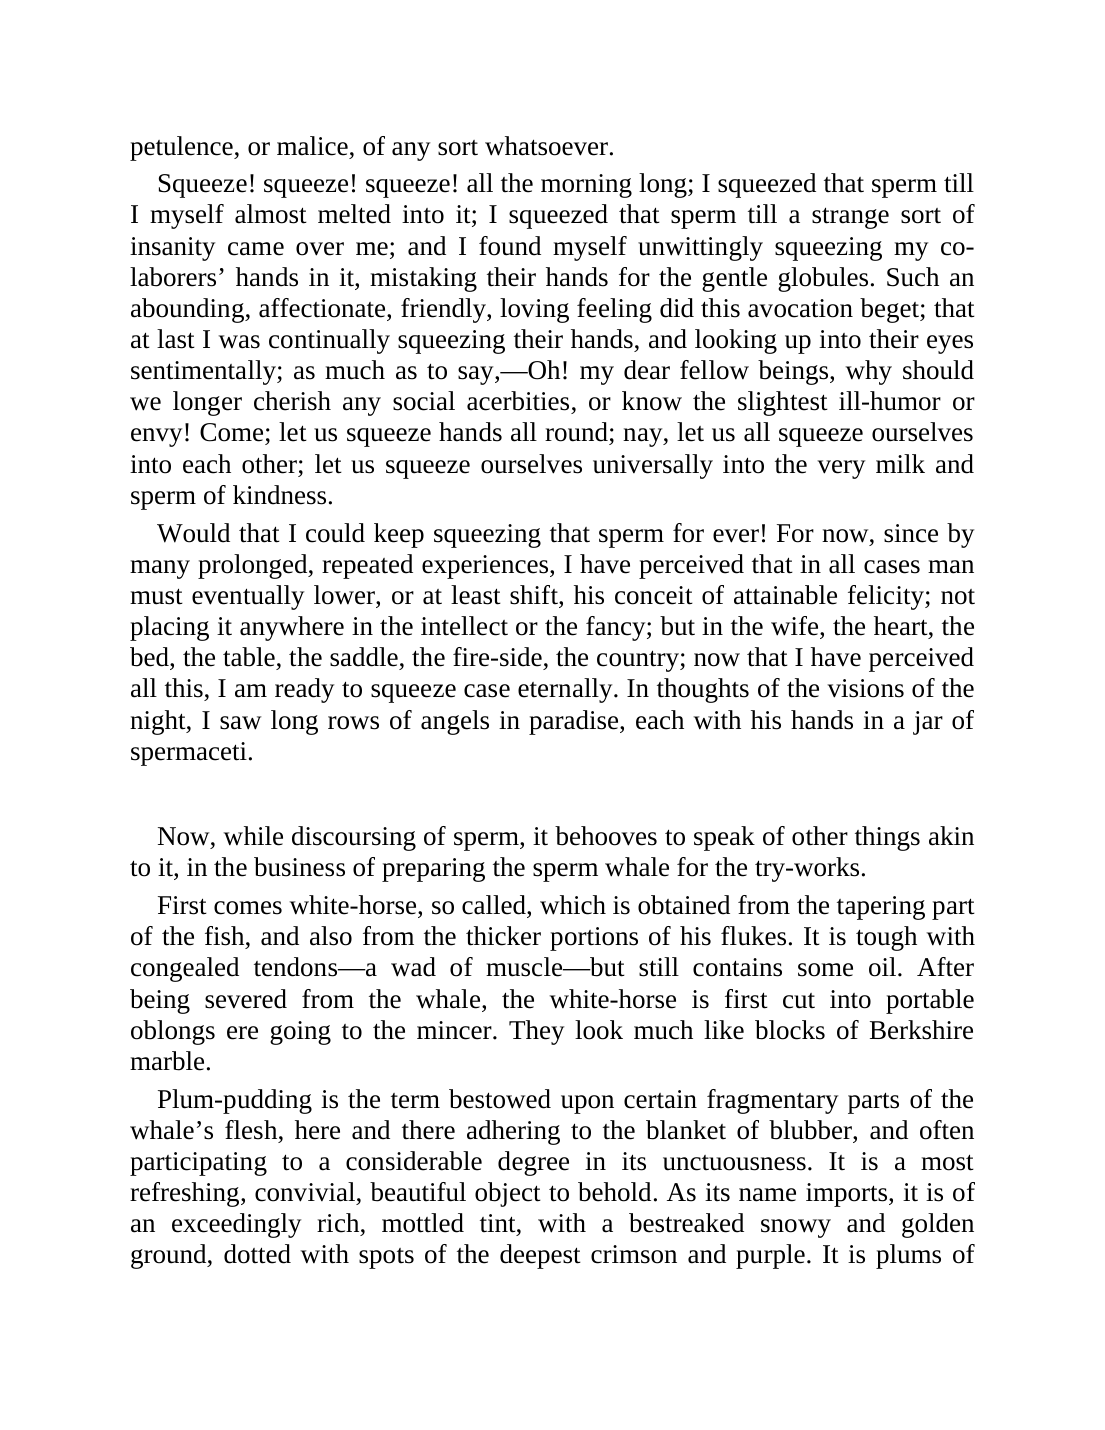 petulence, or malice, of any sort whatsoever.
Squeeze! squeeze! squeeze! all the morning long; I squeezed that sperm till
I myself almost melted into it; I squeezed that sperm till a strange sort of
insanity came over me; and I found myself unwittingly squeezing my co-
laborers’ hands in it, mistaking their hands for the gentle globules. Such an
abounding, affectionate, friendly, loving feeling did this avocation beget; that
at last I was continually squeezing their hands, and looking up into their eyes
sentimentally; as much as to say,—Oh! my dear fellow beings, why should
we longer cherish any social acerbities, or know the slightest ill-humor or
envy! Come; let us squeeze hands all round; nay, let us all squeeze ourselves
into each other; let us squeeze ourselves universally into the very milk and
sperm of kindness.
Would that I could keep squeezing that sperm for ever! For now, since by
many prolonged, repeated experiences, I have perceived that in all cases man
must eventually lower, or at least shift, his conceit of attainable felicity; not
placing it anywhere in the intellect or the fancy; but in the wife, the heart, the
bed, the table, the saddle, the fire-side, the country; now that I have perceived
all this, I am ready to squeeze case eternally. In thoughts of the visions of the
night, I saw long rows of angels in paradise, each with his hands in a jar of
spermaceti.
Now, while discoursing of sperm, it behooves to speak of other things akin
to it, in the business of preparing the sperm whale for the try-works.
First comes white-horse, so called, which is obtained from the tapering part
of the fish, and also from the thicker portions of his flukes. It is tough with
congealed tendons—a wad of muscle—but still contains some oil. After
being severed from the whale, the white-horse is first cut into portable
oblongs ere going to the mincer. They look much like blocks of Berkshire
marble.
Plum-pudding is the term bestowed upon certain fragmentary parts of the
whale’s flesh, here and there adhering to the blanket of blubber, and often
participating to a considerable degree in its unctuousness. It is a most
refreshing, convivial, beautiful object to behold. As its name imports, it is of
an exceedingly rich, mottled tint, with a bestreaked snowy and golden
ground, dotted with spots of the deepest crimson and purple. It is plums of